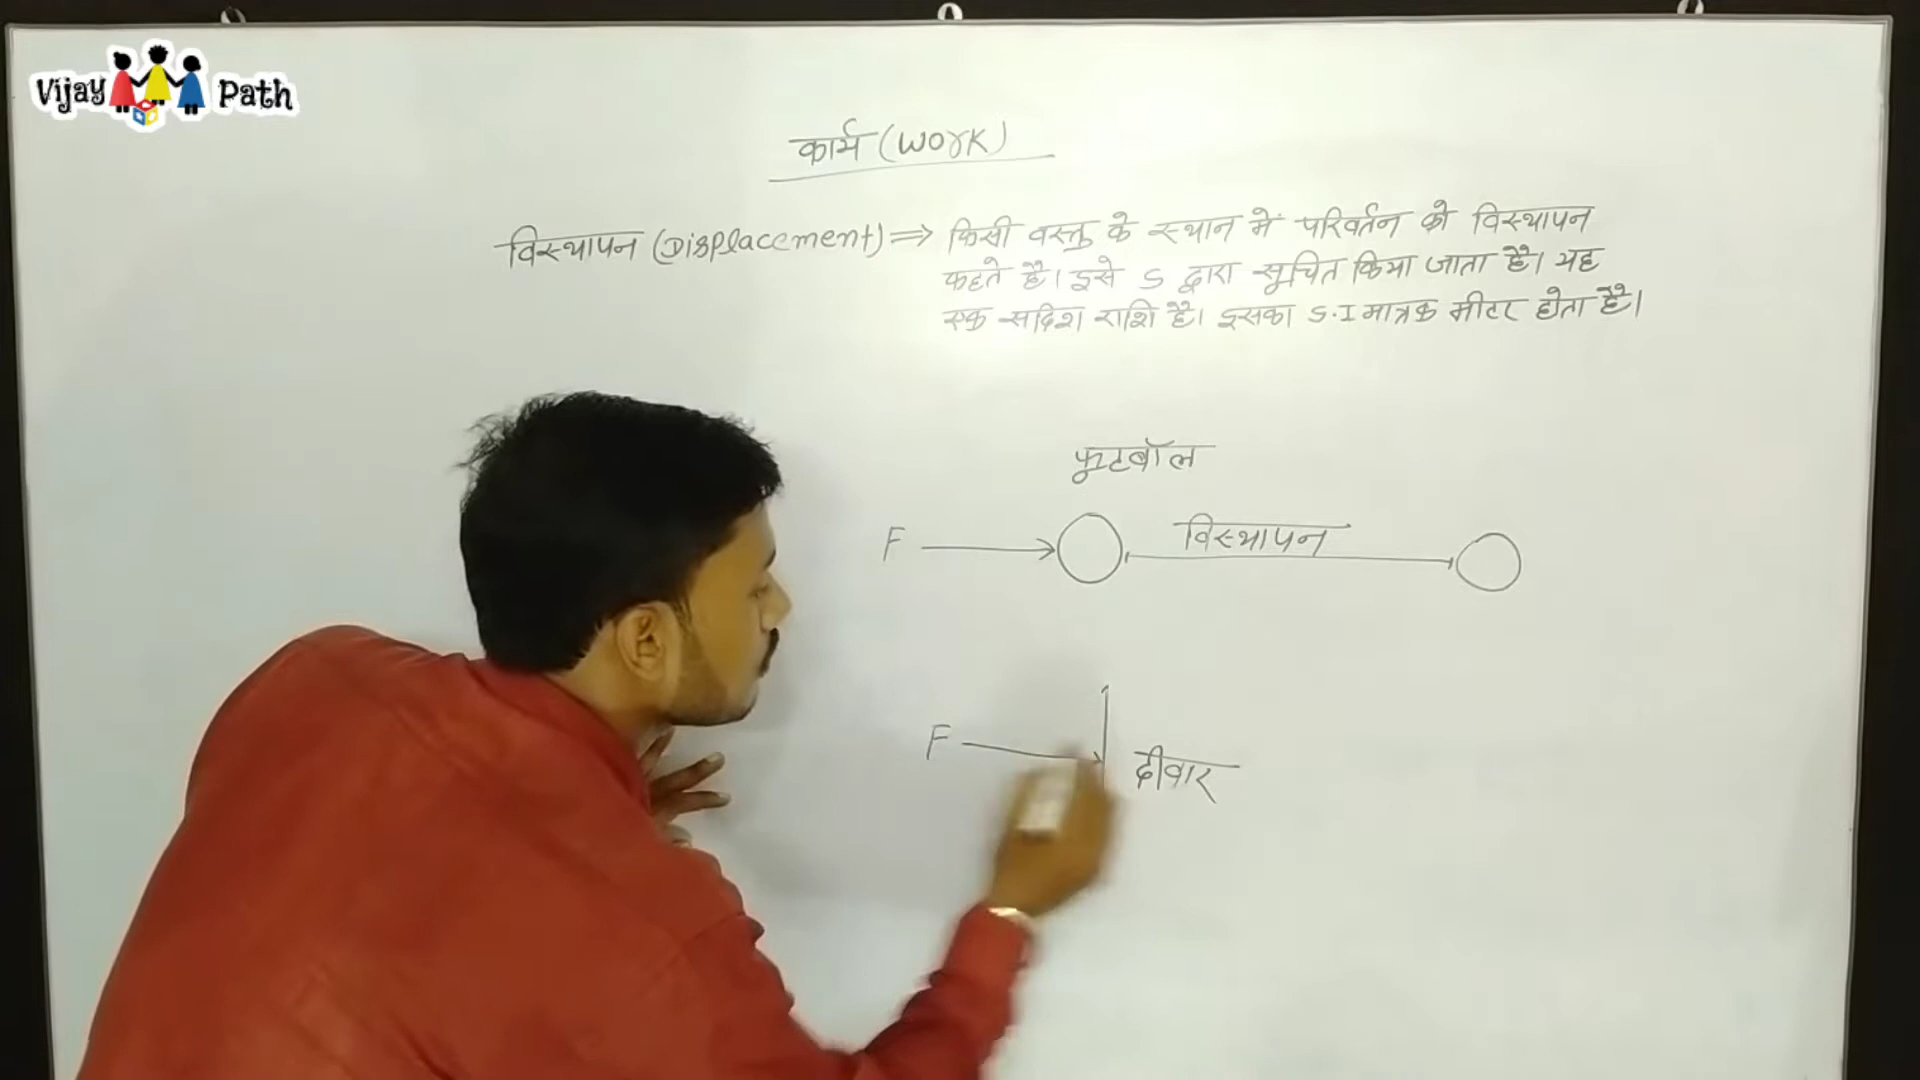 Vijay Path
कार्य (WORK)
विस्थापन (Displacement) ⇒ किसी वस्तु के स्थान में परिवर्तन को विस्थापन
कहते है। इसे S द्वारा सूचित किया जाता है। यह
एक सदिश राशि है। इसका S.I मात्रक मीटर होता है।
फूटबॉल
F विस्थापन
F दीवार